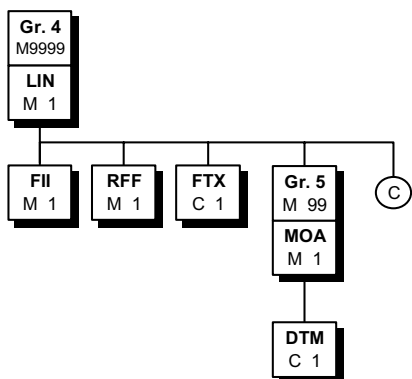 Gr. 4
M9999
LIN
M 1
FII
M 1
RFF
M 1
FTX
C 1
Gr. 5
M 99
MOA
M 1
C
DTM
C 1